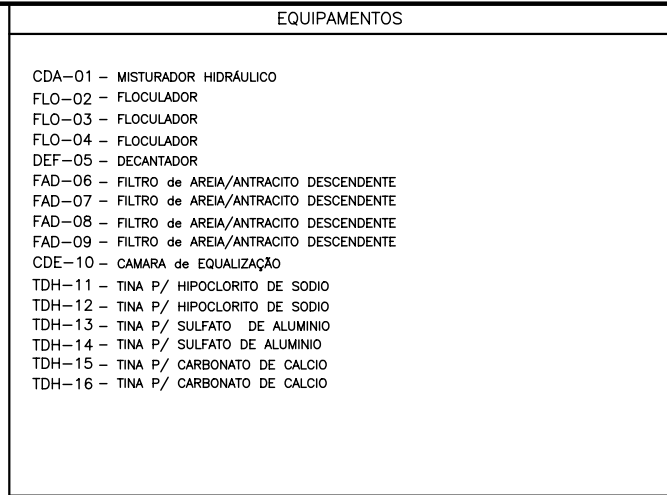 EQUIPAMENTOS
CDA-01 - MISTURADOR HIDRÁULICO
FLO-02 - FLOCULADOR
FLO-03 - FLOCULADOR
FLO-04 - FLOCULADOR
DEF-05 - DECANTADOR
FAD-06 - FILTRO de AREIA/ANTRACITO DESCENDENTE
FAD-07 - FILTRO de AREIA/ANTRACITO DESCENDENTE
FAD-08 - FILTRO de AREIA/ANTRACITO DESCENDENTE
FAD-09 - FILTRO de AREIA/ANTRACITO DESCENDENTE
CDE-10 - CAMARA de EQUALIZAÇÃO
TDH-11 - TINA P/ HIPOCLORITO DE SODIO
TDH-12 - TINA P/ HIPOCLORITO DE SODIO
TDH-13 - TINA P/ SULFATO DE ALUMINIO
TDH-14 - TINA P/ SULFATO DE ALUMINIO
TDH-15 - TINA P/ CARBONATO DE CALCIO
TDH-16 - TINA P/ CARBONATO DE CALCIO